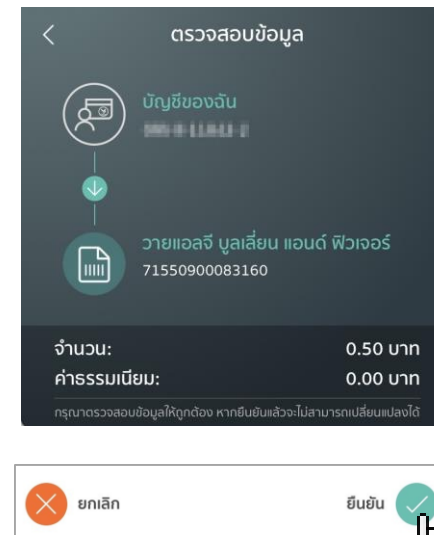 ตรวจสอบข้อมูล
บัญชีของฉัน
วายแอลจี บูลเลี่ยน แอนด์ ฟิวเจอร์
71550900083160
จำนวน: 0.50 บาท
ค่าธรรมเนียม: 0.00 บาท
กรุณาตรวจสอบข้อมูลให้ถูกต้อง หากยืนยันแล้วจะไม่สามารถเปลี่ยนแปลงได้
ยกเลิก ยืนยัน